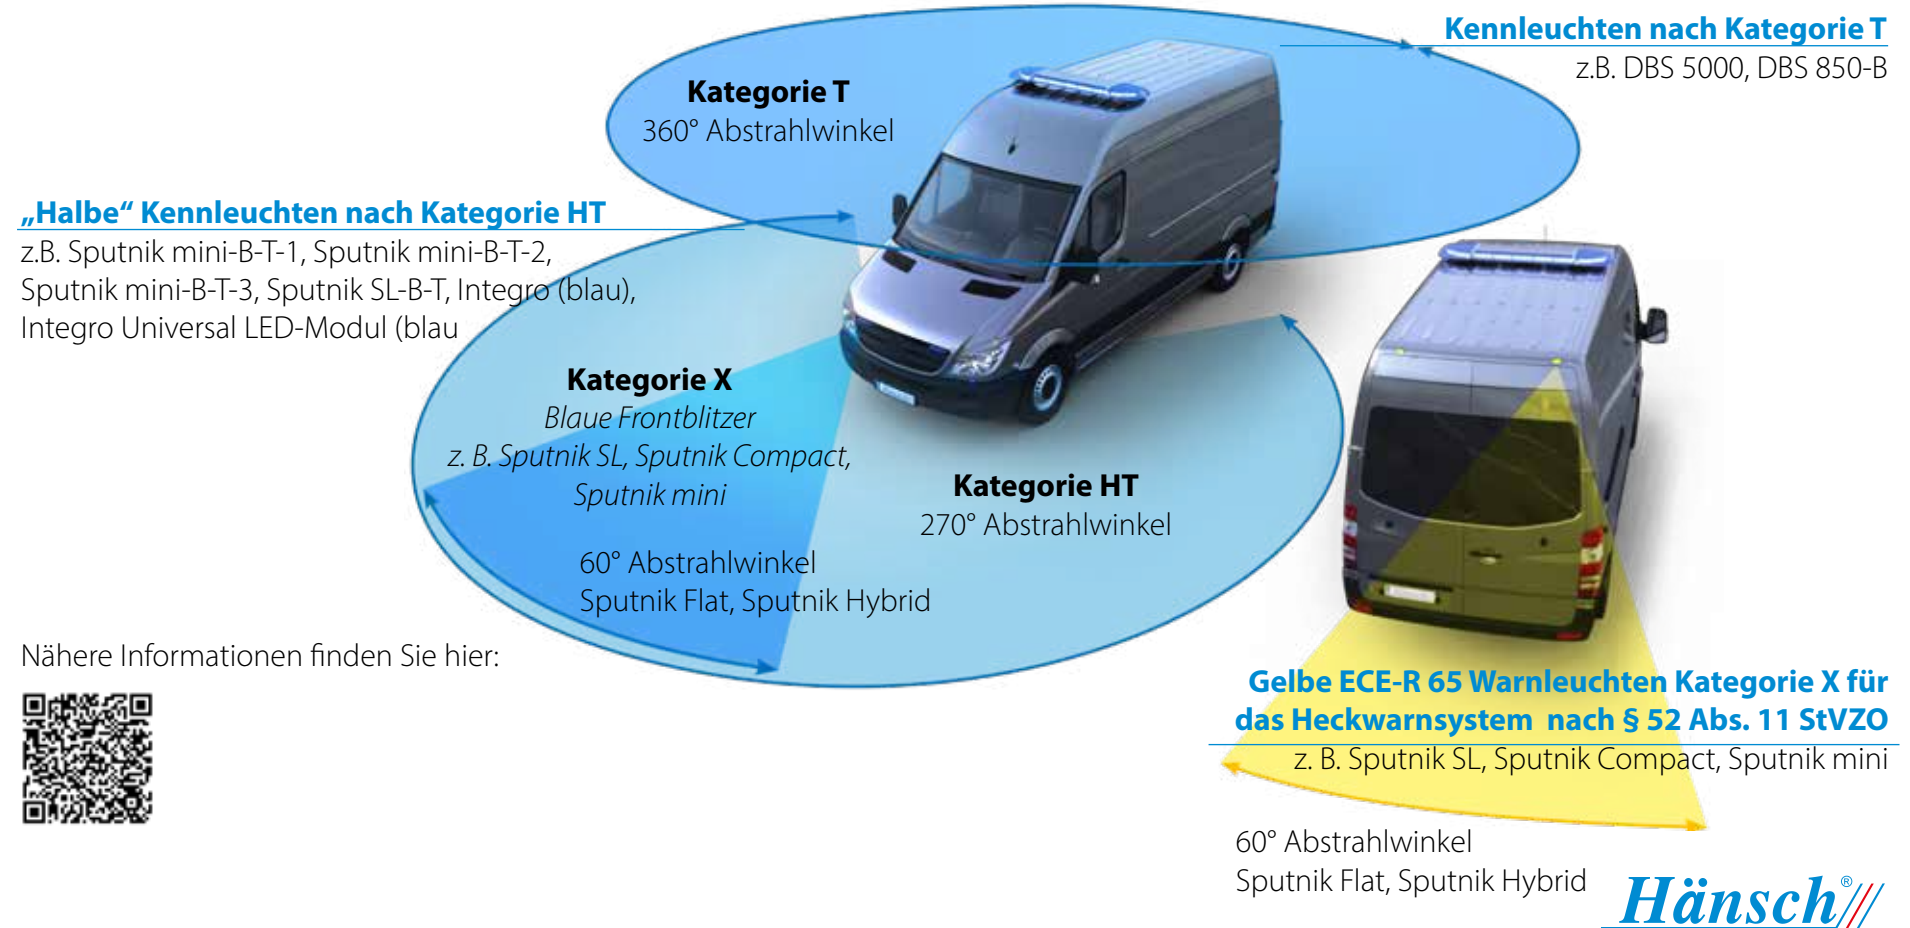 Kennleuchten nach Kategorie T
z.B. DBS 5000, DBS 850-B
Kategorie T
360° Abstrahlwinkel
„Halbe“ Kennleuchten nach Kategorie HT
z.B. Sputnik mini-B-T-1, Sputnik mini-B-T-2,
Sputnik mini-B-T-3, Sputnik SL-B-T, Integro (blau),
Integro Universal LED-Modul (blau
Kategorie X
Blaue Frontblitzer
z. B. Sputnik SL, Sputnik Compact,
Sputnik mini
60° Abstrahlwinkel
Sputnik Flat, Sputnik Hybrid
Kategorie HT
270° Abstrahlwinkel
Nähere Informationen finden Sie hier:
Gelbe ECE-R 65 Warnleuchten Kategorie X für
das Heckwarnsystem nach § 52 Abs. 11 StVZO
z. B. Sputnik SL, Sputnik Compact, Sputnik mini
60° Abstrahlwinkel
Sputnik Flat, Sputnik Hybrid
Hänsch®